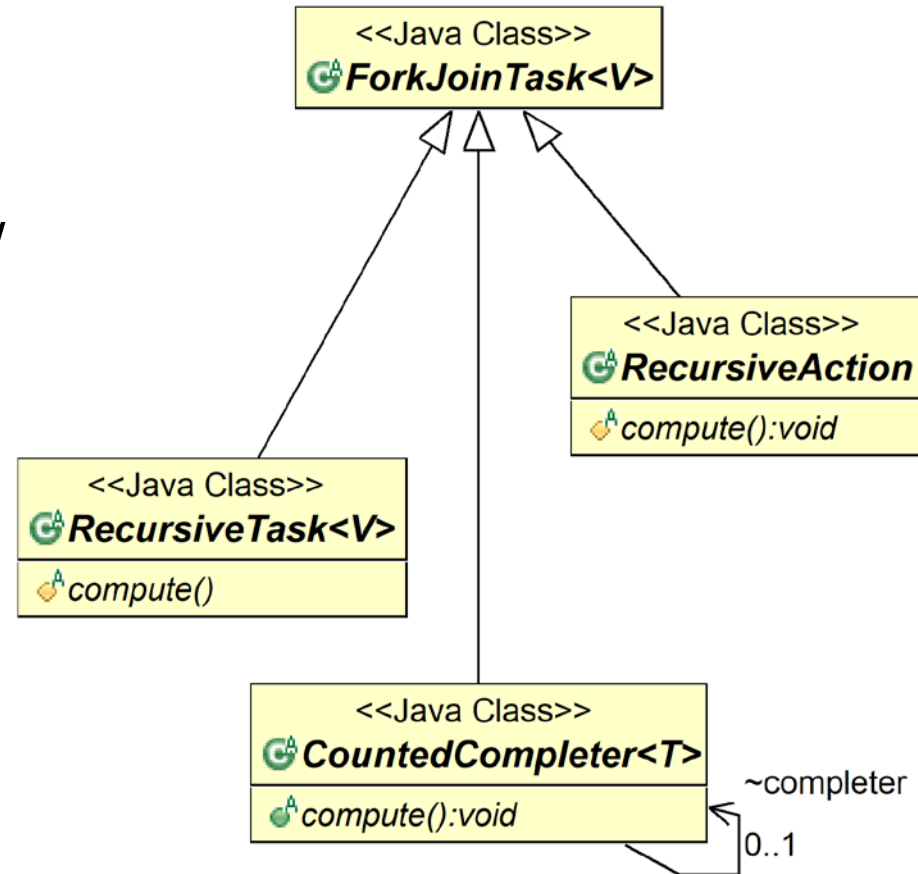 <<Java Class>>
ForkJoinTask<V>
<<Java Class>>
RecursiveAction
compute():void
<<Java Class>>
RecursiveTask<V>
compute()
<<Java Class>>
CountedCompleter<T>
compute():void
~completer
0..1